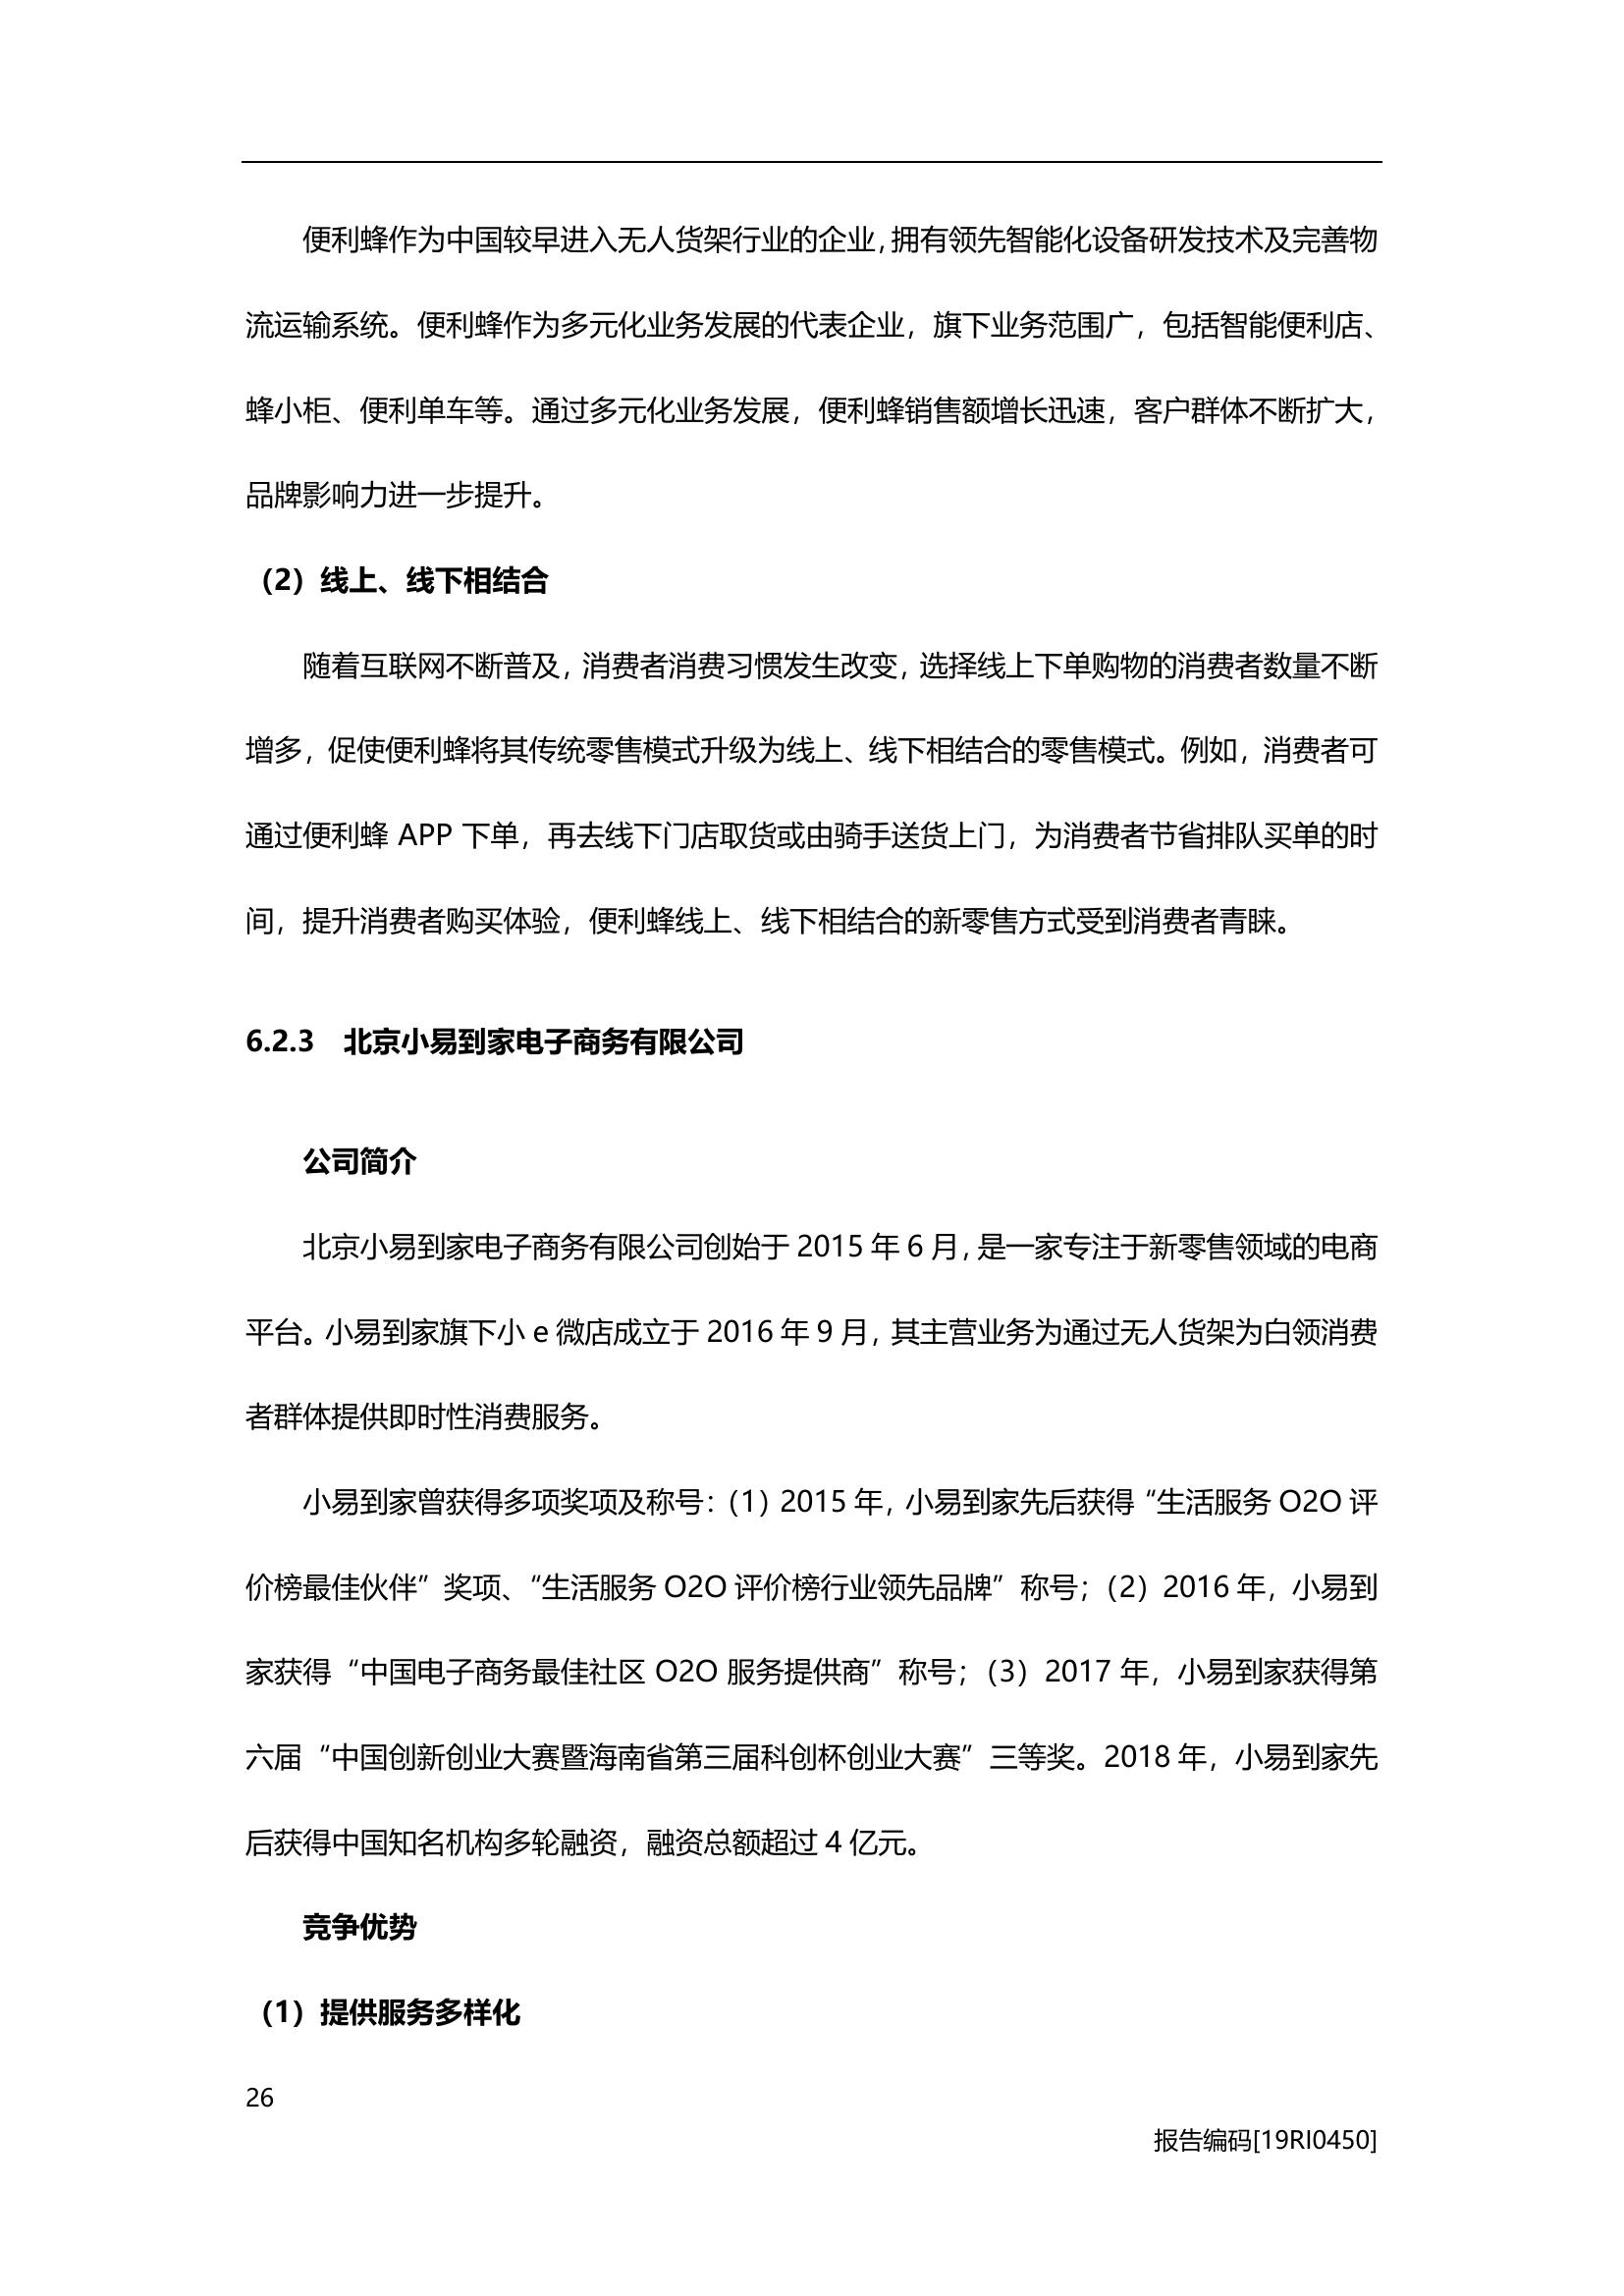 便利蜂作为中国较早进入无人货架行业的企业，拥有领先智能化设备研发技术及完善物
流运输系统。便利蜂作为多元化业务发展的代表企业，旗下业务范围广，包括智能便利店、
蜂小柜、便利单车等。通过多元化业务发展，便利蜂销售额增长迅速，客户群体不断扩大，
品牌影响力进一步提升。
（2）线上、线下相结合
随着互联网不断普及，消费者消费习惯发生改变，选择线上下单购物的消费者数量不断
增多，促使便利蜂将其传统零售模式升级为线上、线下相结合的零售模式。例如，消费者可
通过便利蜂 APP 下单，再去线下门店取货或由骑手送货上门，为消费者节省排队买单的时
间，提升消费者购买体验，便利蜂线上、线下相结合的新零售方式受到消费者青睐。
6.2.3 北京小易到家电子商务有限公司
公司简介
北京小易到家电子商务有限公司创始于 2015 年 6 月，是一家专注于新零售领域的电商
平台。小易到家旗下小 e 微店成立于 2016 年 9 月，其主营业务为通过无人货架为白领消费
者群体提供即时性消费服务。
小易到家曾获得多项奖项及称号：（1）2015 年，小易到家先后获得“生活服务 O2O 评
价榜最佳伙伴”奖项、“生活服务 O2O 评价榜行业领先品牌”称号；（2）2016 年，小易到
家获得“中国电子商务最佳社区 O2O 服务提供商”称号；（3）2017 年，小易到家获得第
六届“中国创新创业大赛暨海南省第三届科创杯创业大赛”三等奖。2018 年，小易到家先
后获得中国知名机构多轮融资，融资总额超过 4 亿元。
竞争优势
（1）提供服务多样化
26
报告编码[19RI0450]